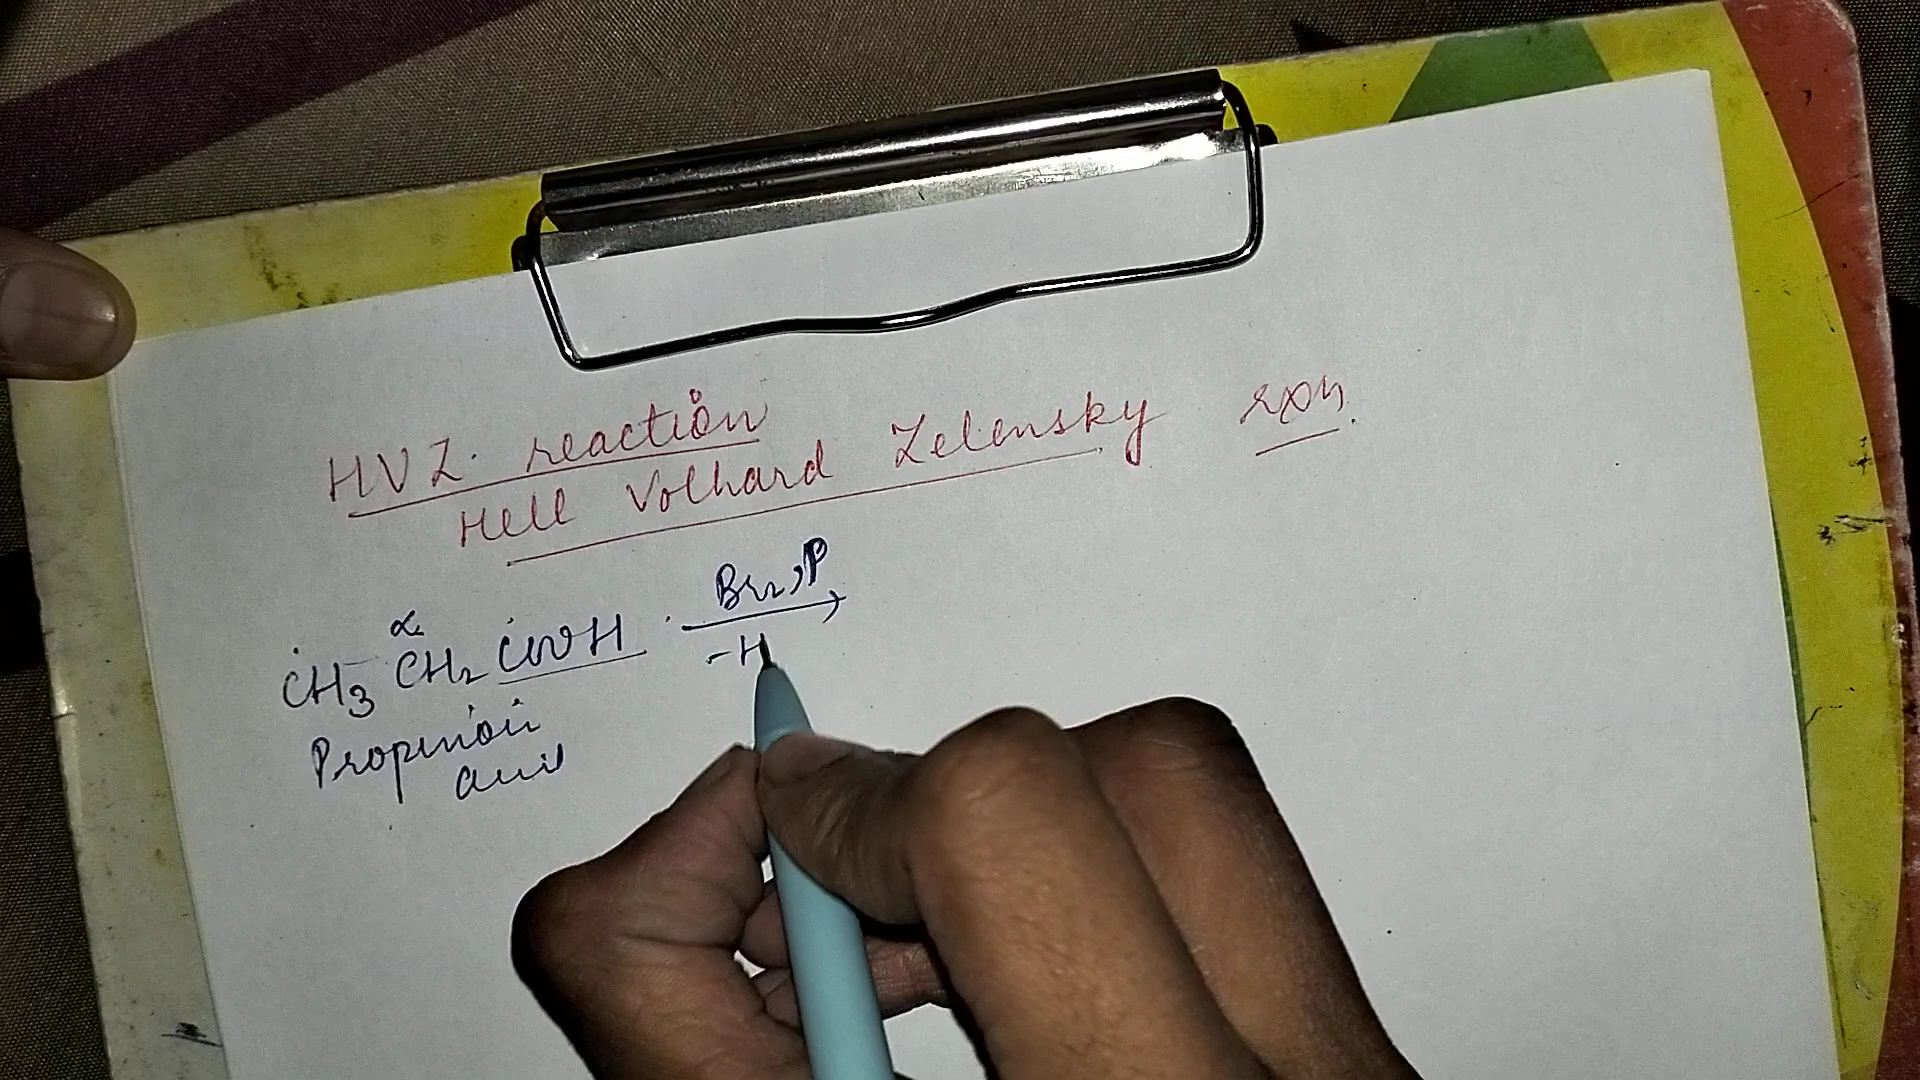 HVZ. reaction
Hell Volhard Zelensky rxn.
Br₂, P
α
CH₃ CH₂ COOH
-H
Propinoic
acid